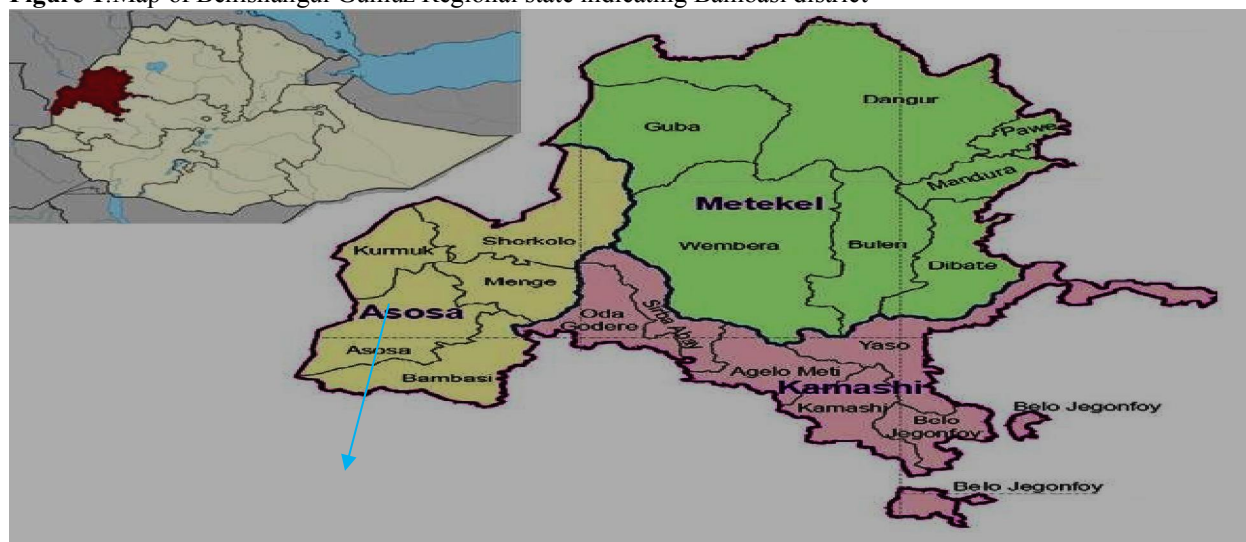 Figure 1:Map of Benishangul Gumuz Regional state indicating Bambasi district
Dangur
Guba
Pawe
Mandura
Metekel
Shorkolo
Kurmuk
Wembera
Bulen
Dibate
Menge
Asosa
Oda
Godere
Sirba Abay
Asosa
Yaso
Bambasi
Agelo Meti
Kamashi
Kamashi
Belo
Jegonfoy
Belo Jegonfoy
Belo Jegonfoy